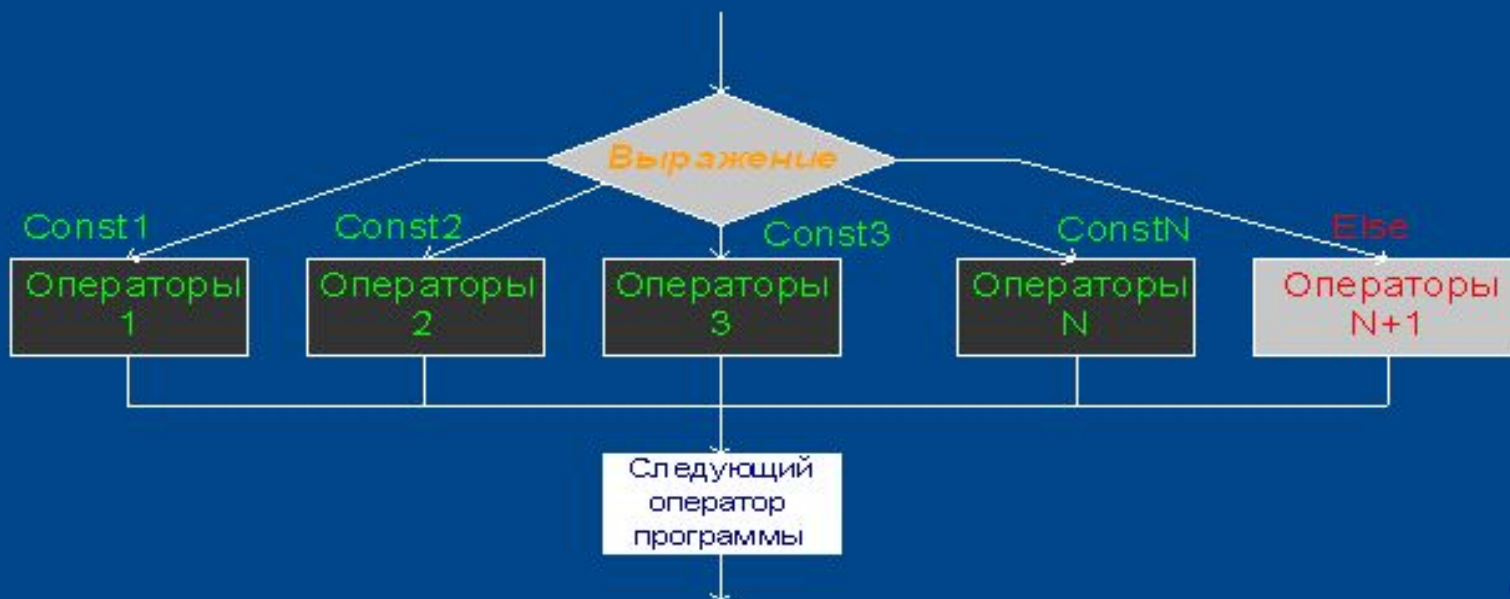 Выражение
Const1
Const2
Const3
ConstN
Else
Операторы
1
Операторы
2
Операторы
3
Операторы
N
Операторы
N+1
Следующий
оператор
программы